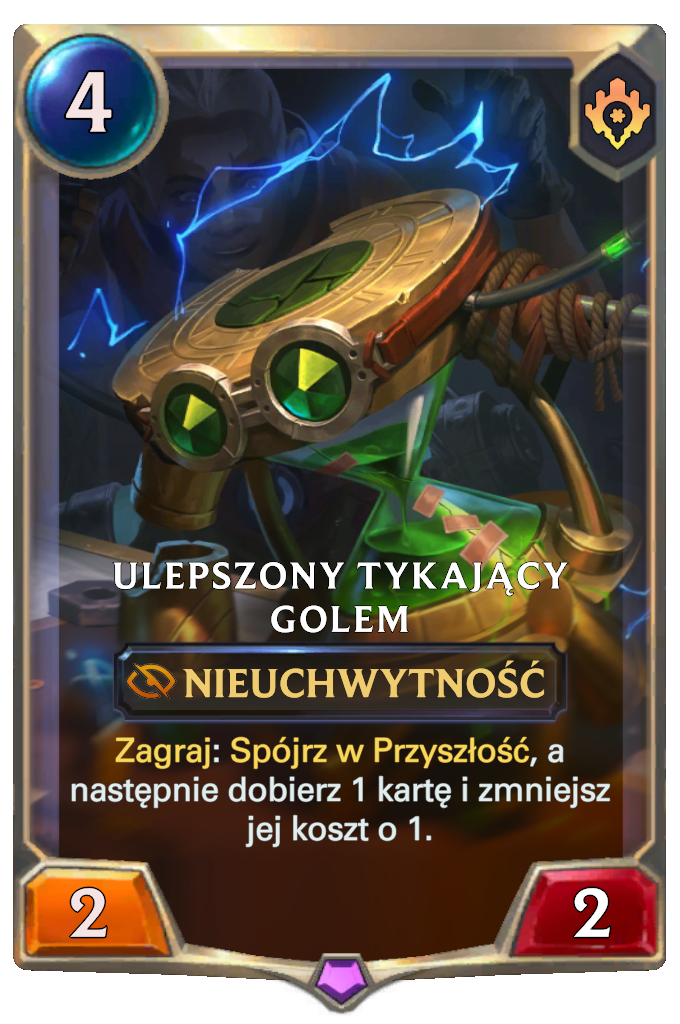 4
ULEPSZONY TYKAJĄCY
GOLEM
NIEUCHWYTNOŚĆ
Zagraj: Spójrz w Przyszłość, a
następnie dobierz 1 kartę i zmniejsz
jej koszt o 1.
2
2